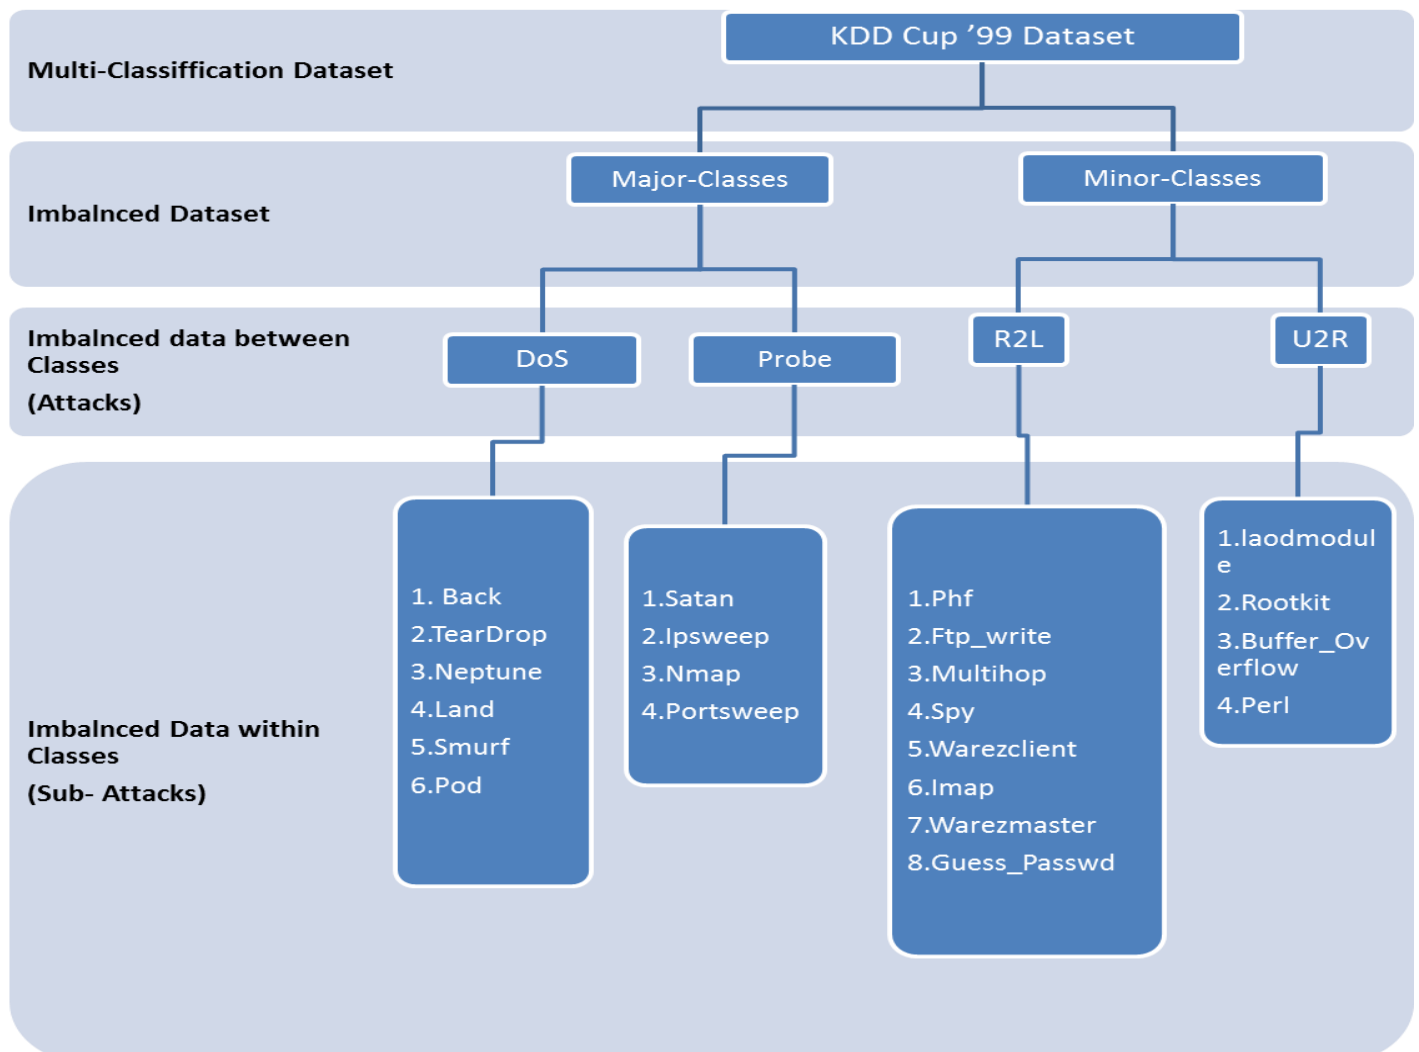 KDD Cup ’99 Dataset
Multi-Classiffication Dataset
Major-Classes
Minor-Classes
Imbalnced Dataset
Imbalnced data between
Classes
(Attacks)
DoS
Probe
R2L
U2R
Imbalnced Data within
Classes
(Sub- Attacks)
1. Back
2.TearDrop
3.Neptune
4.Land
5.Smurf
6.Pod
1.Satan
2.Ipsweep
3.Nmap
4.Portsweep
1.Phf
2.Ftp_write
3.Multihop
4.Spy
5.Warezclient
6.Imap
7.Warezmaster
8.Guess_Passwd
1.laodmodul
e
2.Rootkit
3.Buffer_Ov
erflow
4.Perl